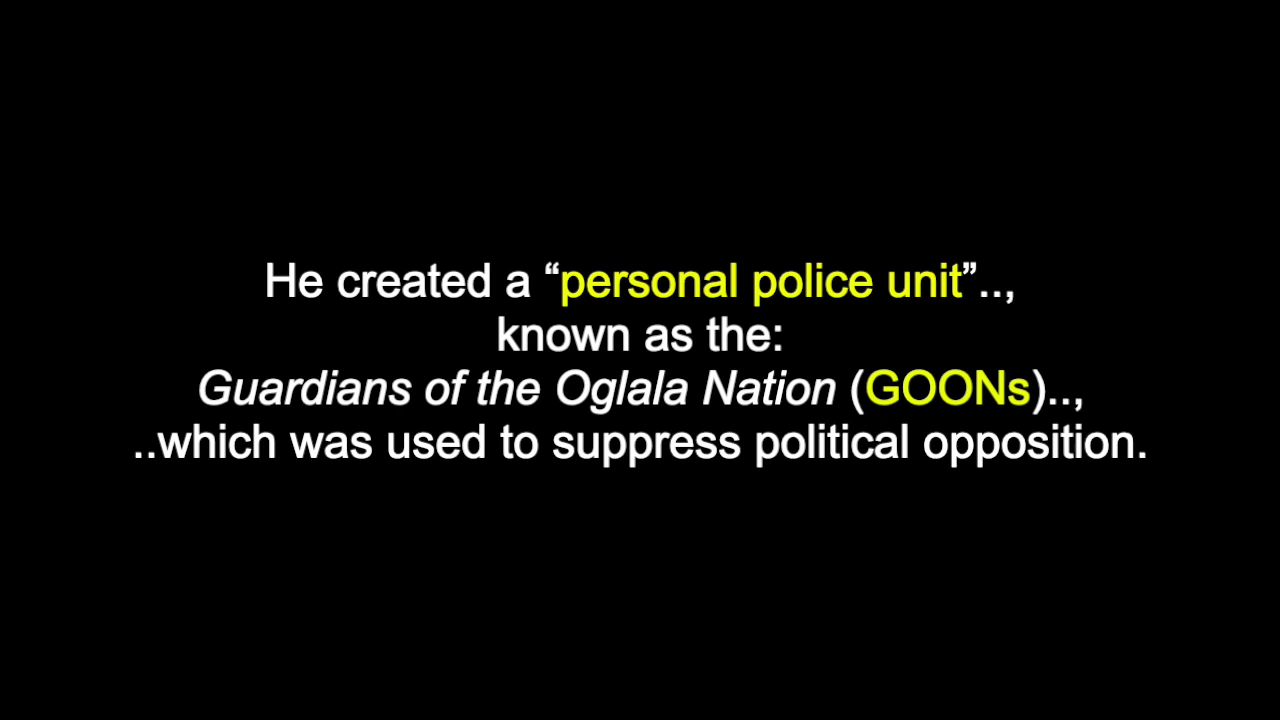 He created a “personal police unit”..,
known as the:
Guardians of the Oglala Nation (GOONs)..,
..which was used to suppress political opposition.